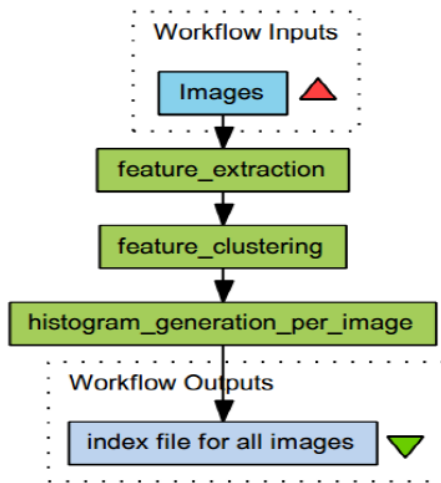 Workflow Inputs
Images
feature_extraction
feature_clustering
histogram_generation_per_image
Workflow Outputs
index file for all images